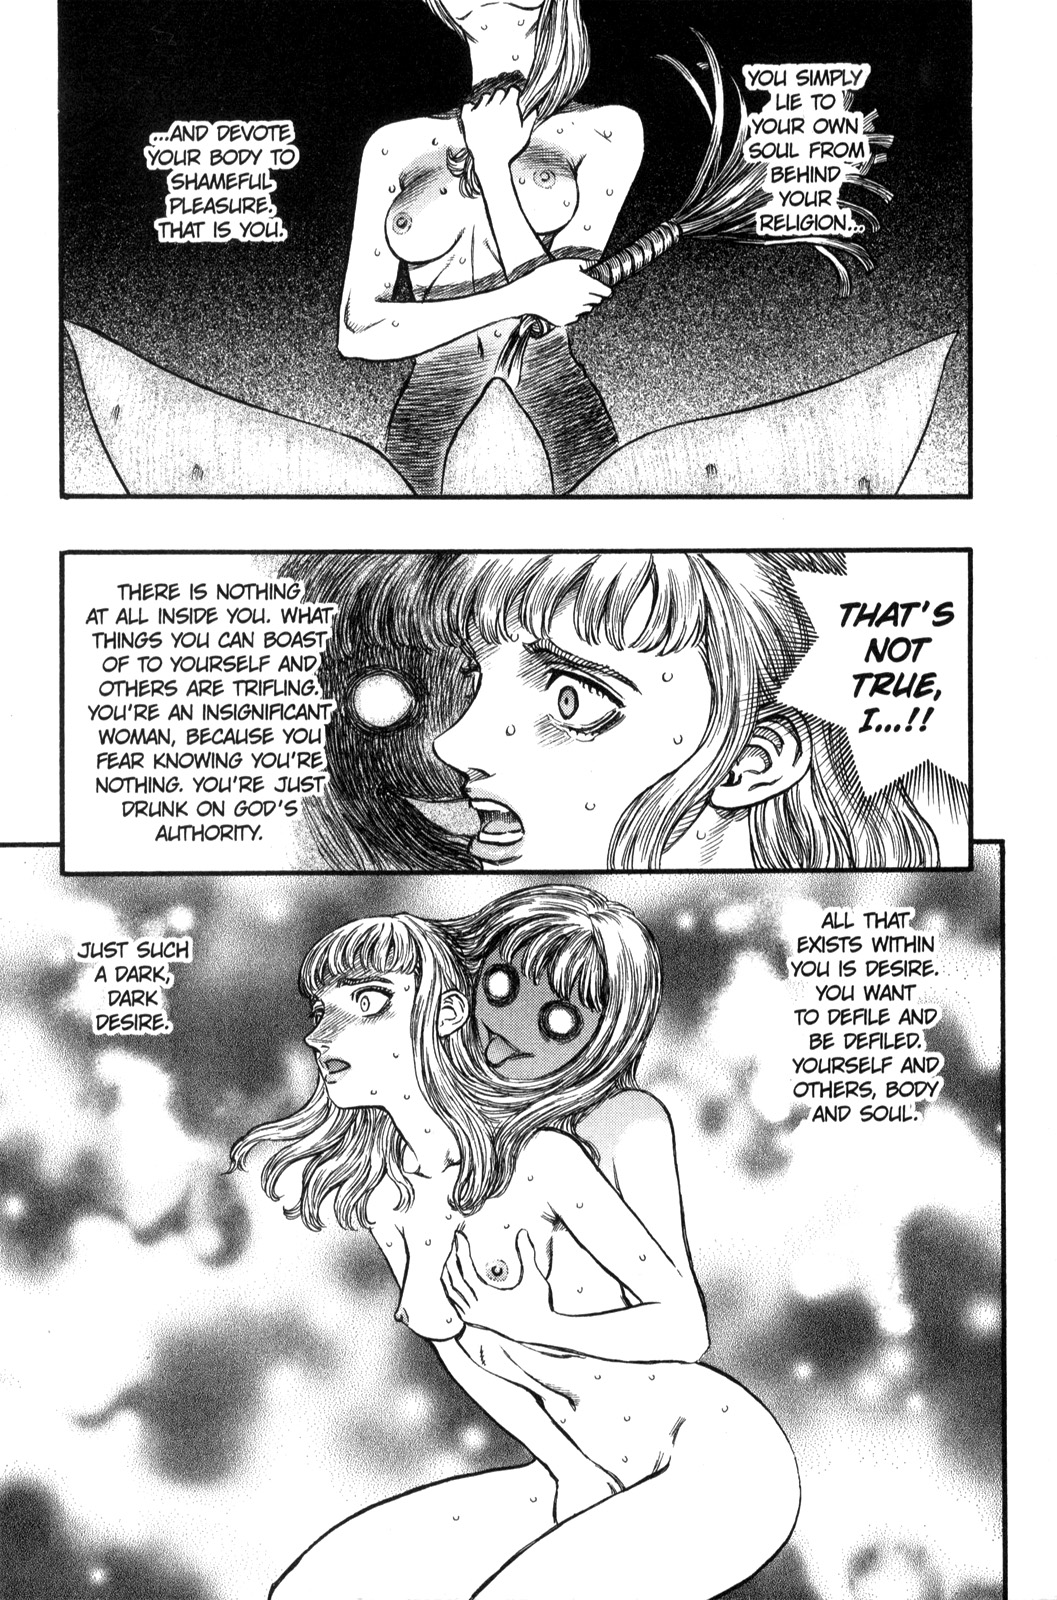 YOU SIMPLY
LIE TO
YOUR OWN
SOUL FROM
BEHIND
YOUR
RELIGION...
...AND DEVOTE
YOUR BODY TO
SHAMEFUL
PLEASURE.
THAT IS YOU.
THAT'S
NOT
TRUE,
I...!!
THERE IS NOTHING
AT ALL INSIDE YOU. WHAT
THINGS YOU CAN BOAST
OF TO YOURSELF AND
OTHERS ARE TRIFLING.
YOU'RE AN INSIGNIFICANT
WOMAN, BECAUSE YOU
FEAR KNOWING YOU'RE
NOTHING. YOU'RE JUST
DRUNK ON GOD'S
AUTHORITY.
ALL THAT
EXISTS WITHIN
YOU IS DESIRE.
YOU WANT
TO DEFILE AND
BE DEFILED.
YOURSELF AND
OTHERS, BODY
AND SOUL.
JUST SUCH
A DARK,
DARK
DESIRE.